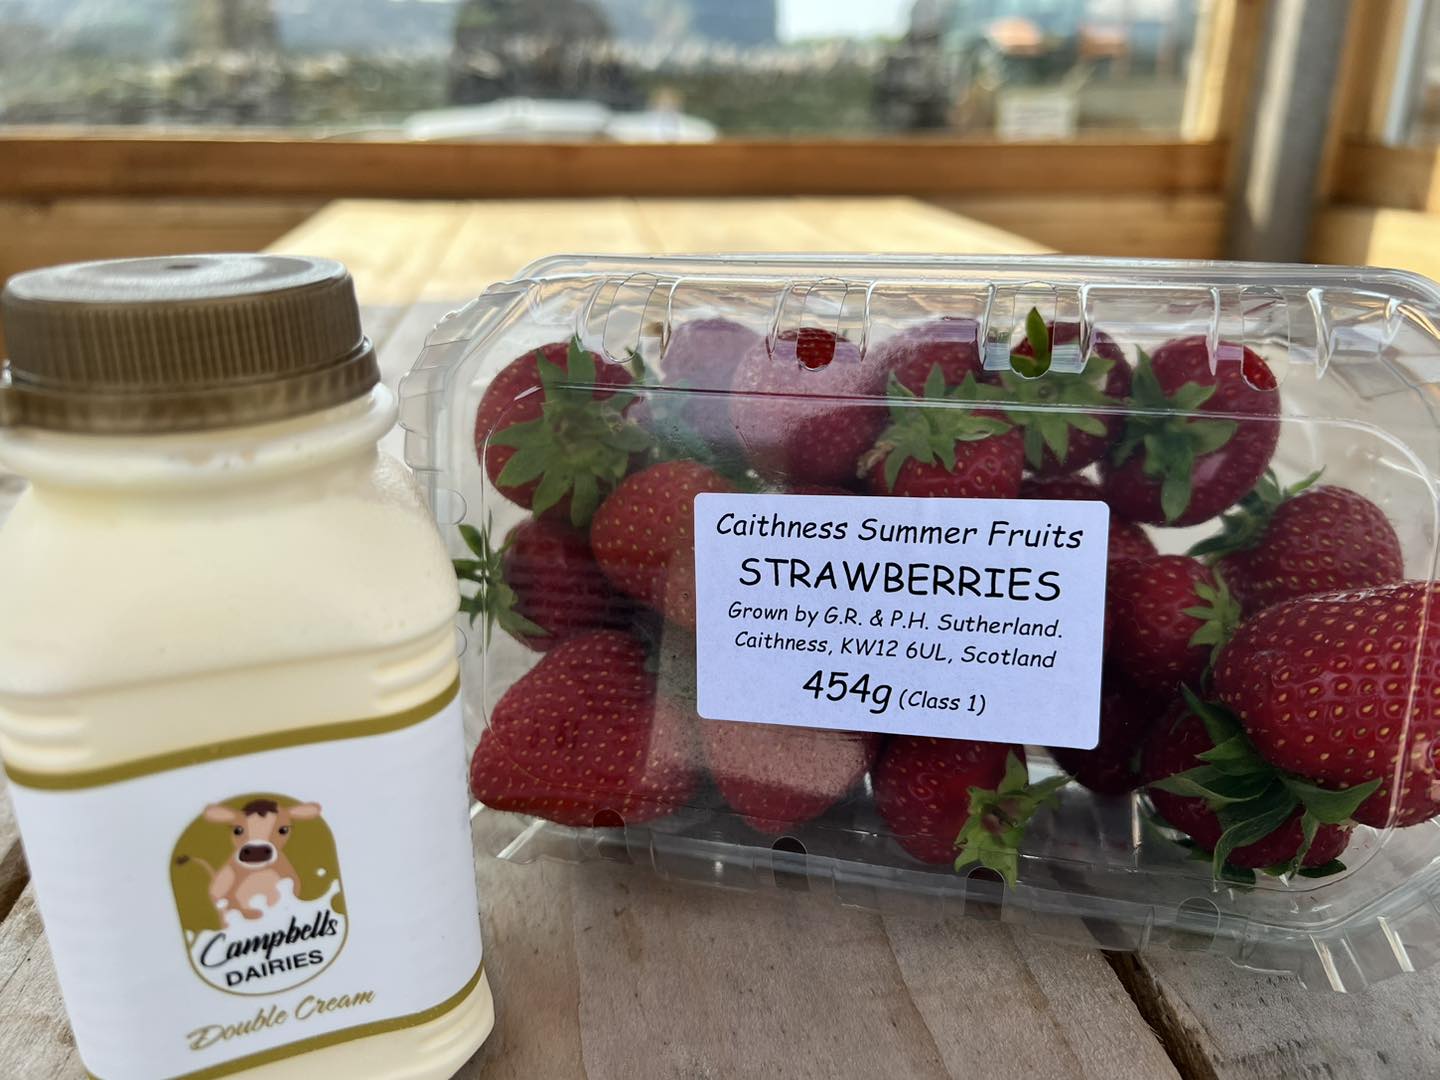 Campbells
DAIRIES
Double Cream
Caithness Summer Fruits
STRAWBERRIES
Grown by G.R. & P.H. Sutherland.
Caithness, KW12 6UL, Scotland
454g (Class 1)